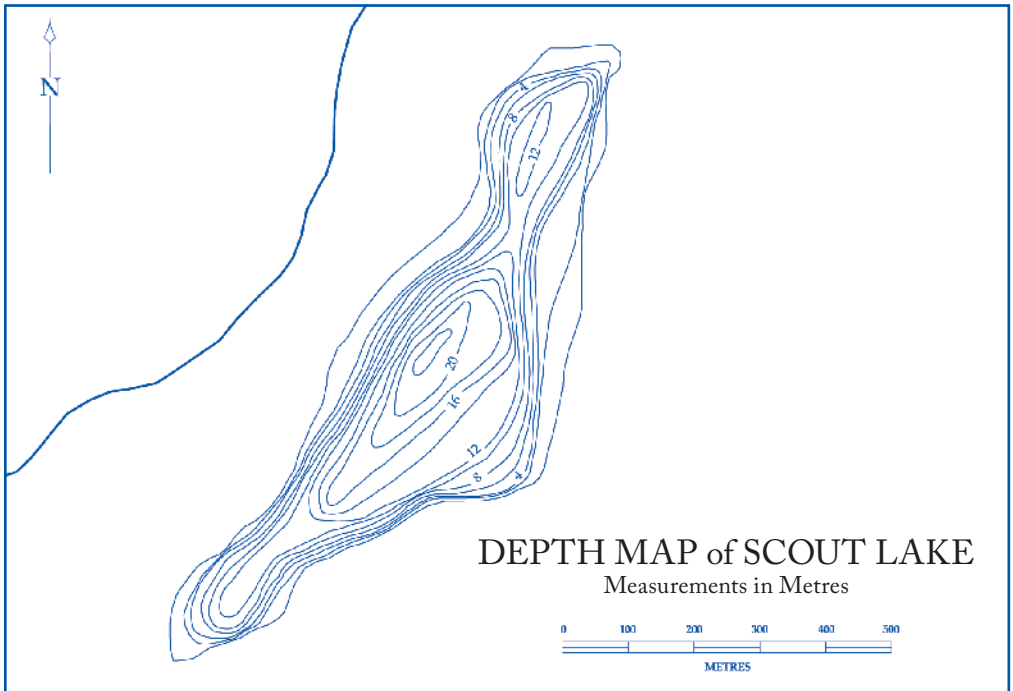 N
4
8
12
20
16
12
8
4
DEPTH MAP of SCOUT LAKE
Measurements in Metres
0 100 200 300 400 500
METRES